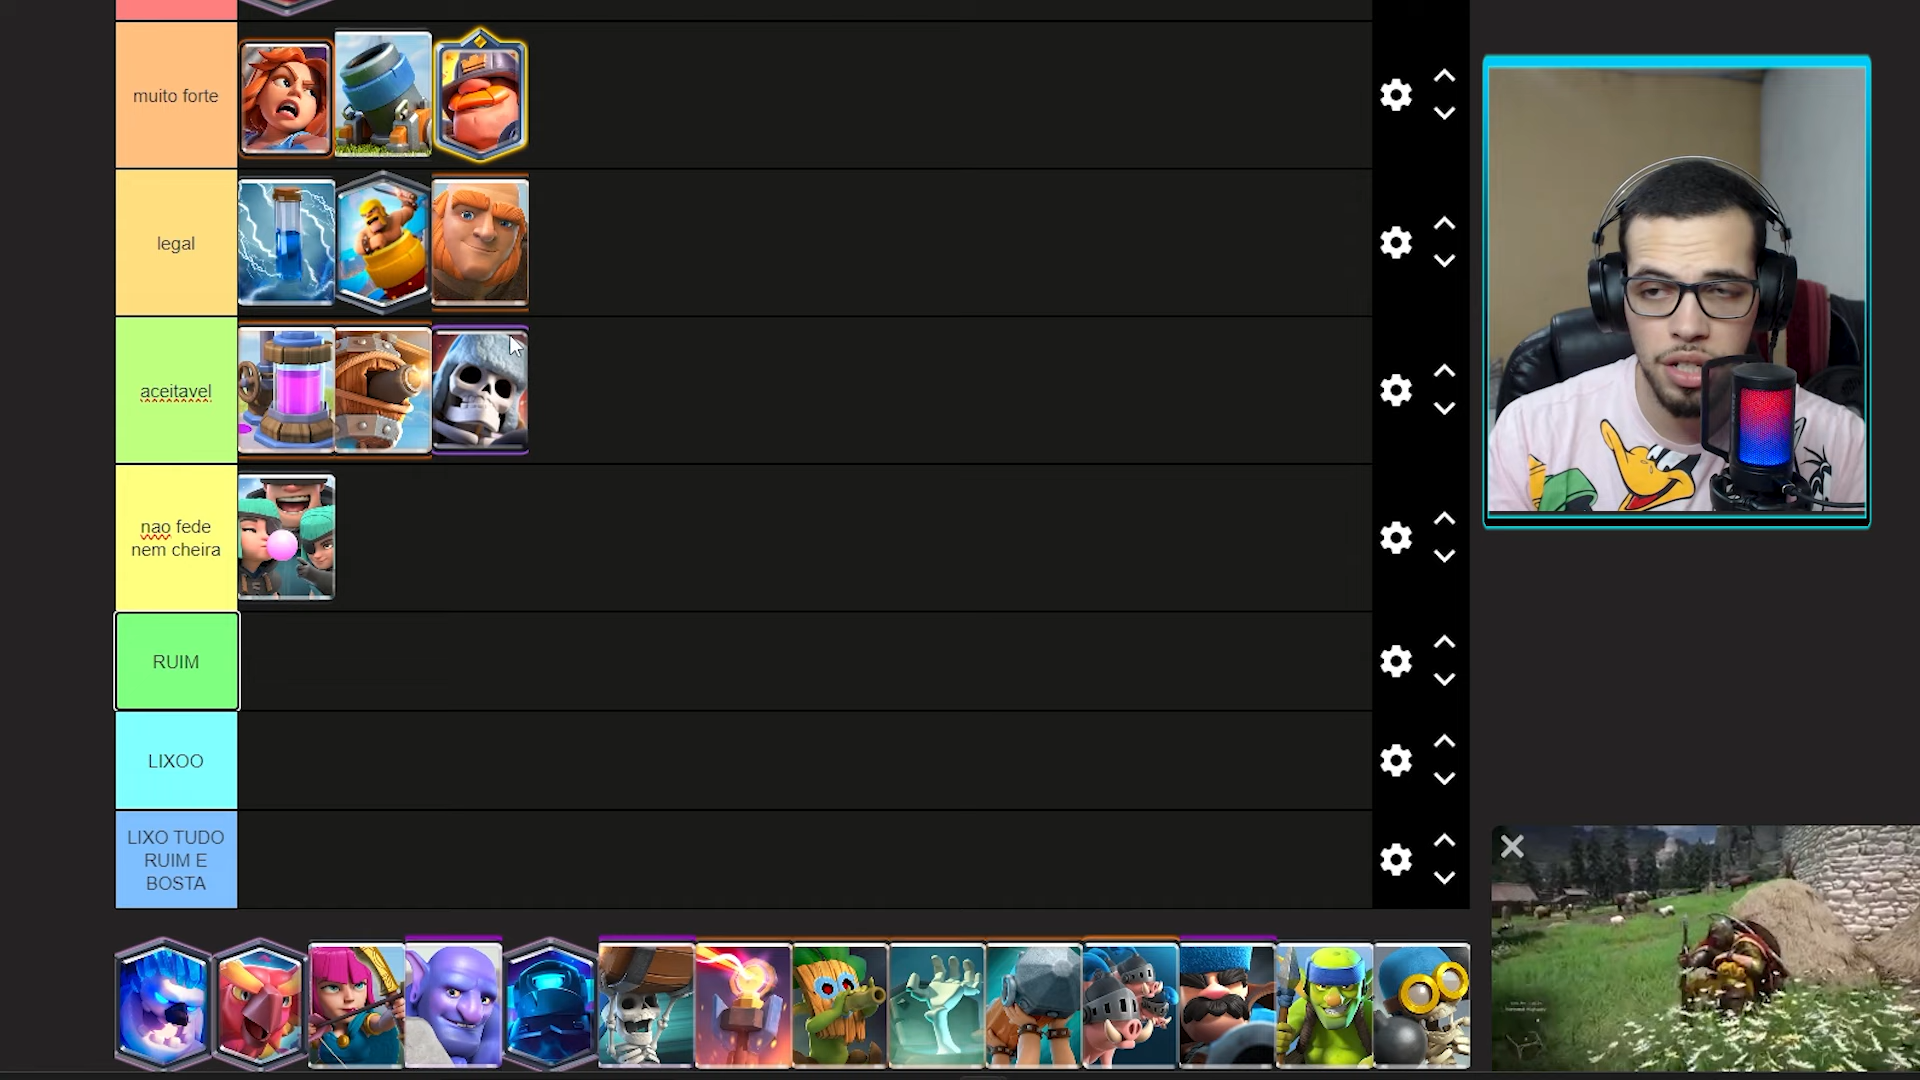 muito forte
legal
aceitavel
nao fede
nem cheira
RUIM
LIXOO
LIXO TUDO
RUIM E
BOSTA